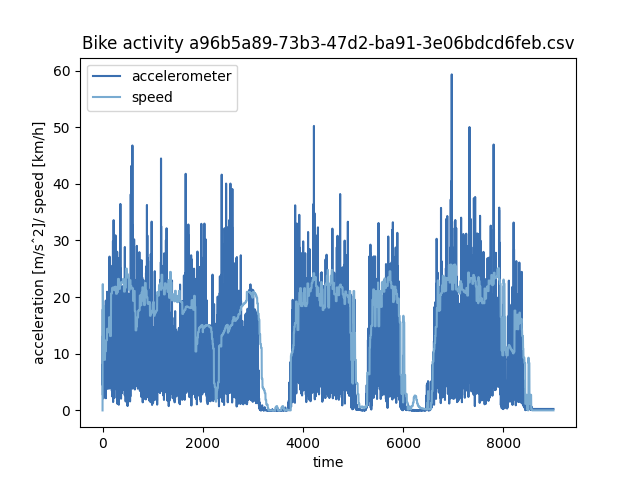 Bike activity a96b5a89-73b3-47d2-ba91-3e06bdcd6feb.csv
accelerometer
speed
acceleration [m/s^2]/ speed [km/h]
60
50
40
30
20
10
0
0 2000 4000 6000 8000
time